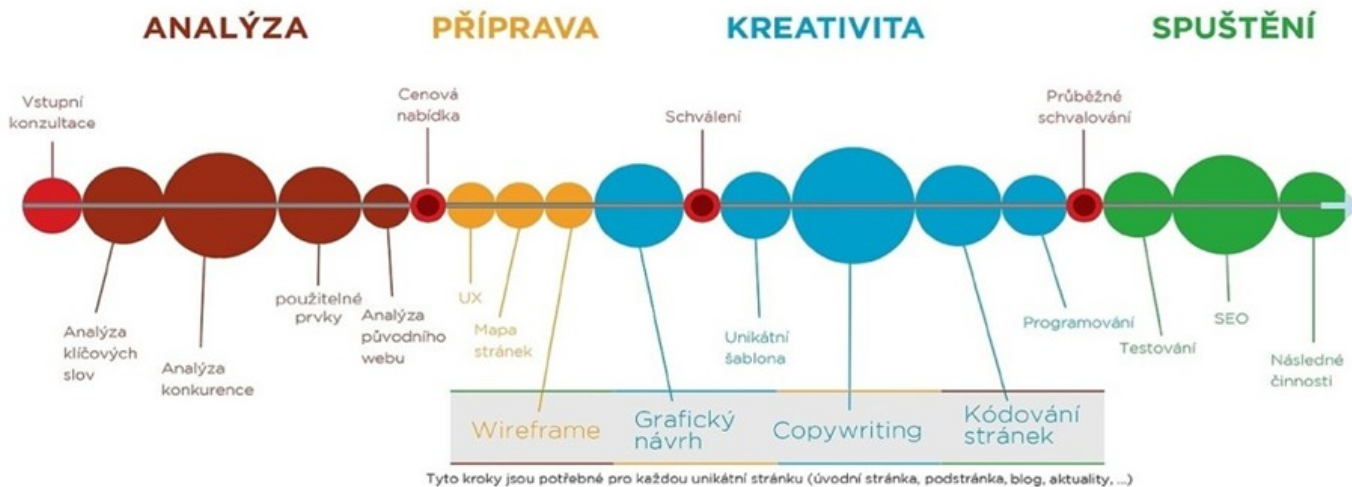 ANALÝZA
PŘÍPRAVA
KREATIVITA
SPUŠTĚNÍ
Vstupní
konzultace
Cenová
nabídka
Schválení
Průběžné
schvalování
Analýza
klíčových
slov
Analýza
konkurence
použitelné
prvky
Analýza
původního
webu
UX
Mapa
stránek
Wireframe
Grafický
návrh
Unikátní
šablona
Copywriting
Kódování
stránek
Programování
Testování
SEO
Následné
činnosti
Tyto kroky jsou potřebné pro každou unikátní stránku (úvodní stránka, podstránka, blog, aktuality, ...)